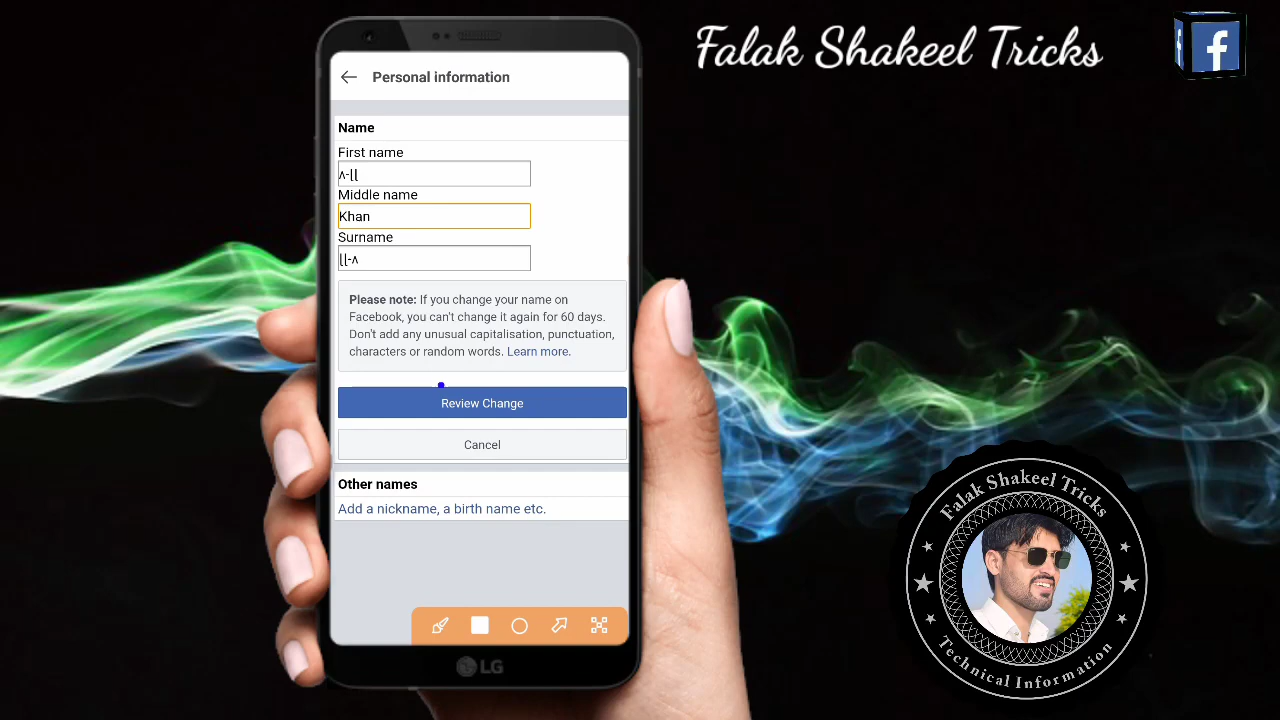 Falak Shakeel Tricks
Personal information
Name
First name
ʌ-ɭɭ
Middle name
Khan
Surname
ɭɭ-ʌ
Please note: If you change your name on
Facebook, you can't change it again for 60 days.
Don't add any unusual capitalisation, punctuation,
characters or random words. Learn more.
Review Change
Cancel
Other names
Add a nickname, a birth name etc.
LG
Falak Shakeel Tricks
Technical Information